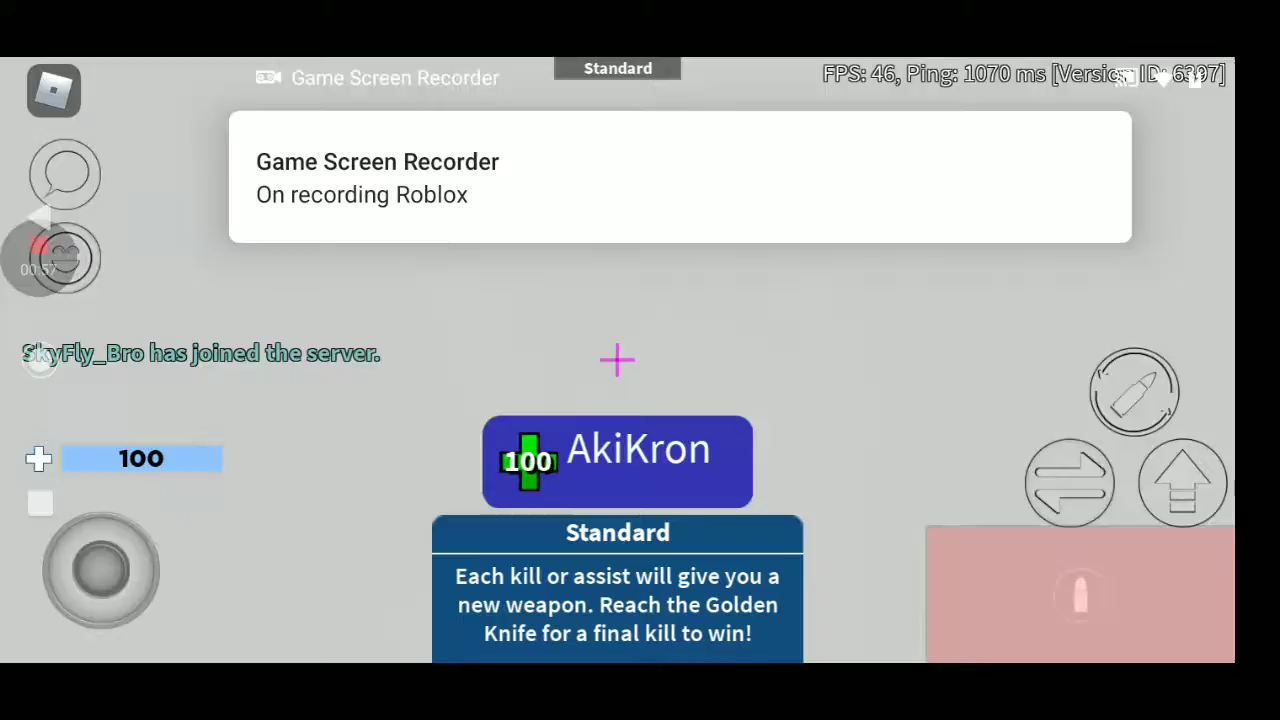 Standard
Game Screen Recorder
FPS: 46, Ping: 1070 ms [Version ID: 6397]
Game Screen Recorder
On recording Roblox
00:57
SkyFly_Bro has joined the server.
100
100 AkiKron
Standard
Each kill or assist will give you a
new weapon. Reach the Golden
Knife for a final kill to win!